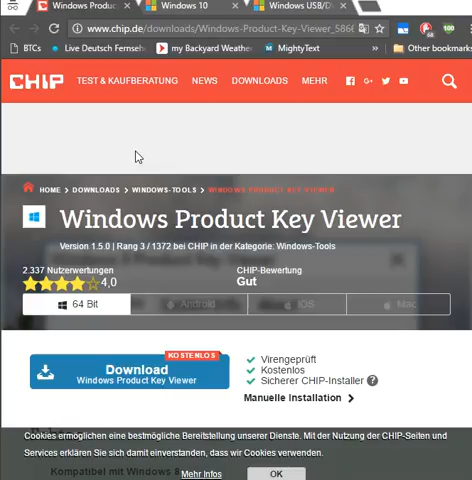 Windows Produc
Windows 10
Windows USB/D
www.chip.de/downloads/Windows-Product-Key-Viewer_586
BTCs
Live Deutsch Fernseh
my Backyard Weather
MightyText
Other bookmarks
CHIP
TEST & KAUFBERATUNG
NEWS
DOWNLOADS
MEHR
HOME > DOWNLOADS > WINDOWS-TOOLS > WINDOWS PRODUCT KEY VIEWER
Windows Product Key Viewer
Version 1.5.0 | Rang 3 / 1372 bei CHIP in der Kategorie: Windows-Tools
2.337 Nutzerwertungen
4,0
CHIP-Bewertung
Gut
64 Bit
Android
iOS
Mac
KOSTENLOS
Download
Windows Product Key Viewer
Virengeprüft
Kostenlos
Sicherer CHIP-Installer ?
Manuelle Installation
Cookies ermöglichen eine bestmögliche Bereitstellung unserer Dienste. Mit der Nutzung der CHIP-Seiten und
Services erklären Sie sich damit einverstanden, dass wir Cookies verwenden.
Kompatibel mit Windows 8
Mehr Infos
OK